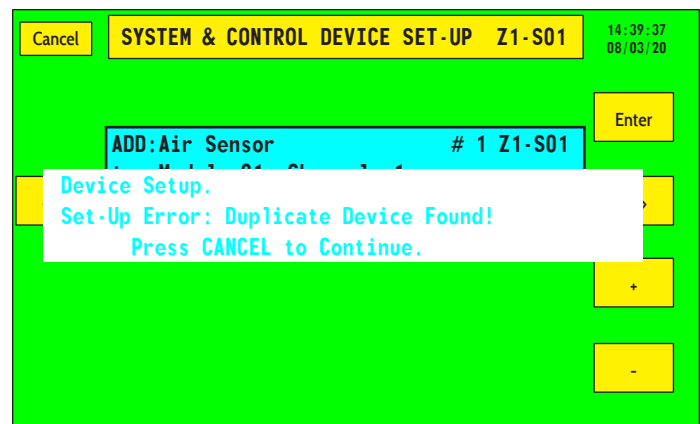 Cancel
SYSTEM & CONTROL DEVICE SET-UP Z1-S01
14:39:37
08/03/20
Enter
ADD:Air Sensor # 1 Z1-S01
Device Setup.
Set-Up Error: Duplicate Device Found!
Press CANCEL to Continue.
+
-